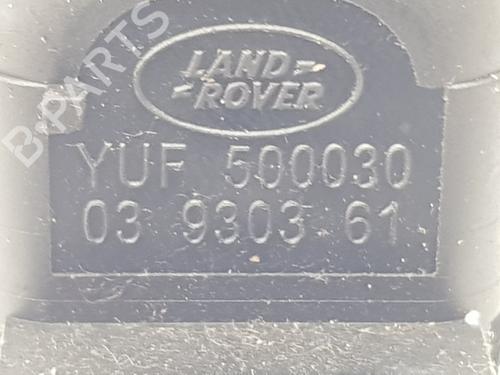 B-PARTS
LAND
ROVER
YUF 500030
03 9303 61